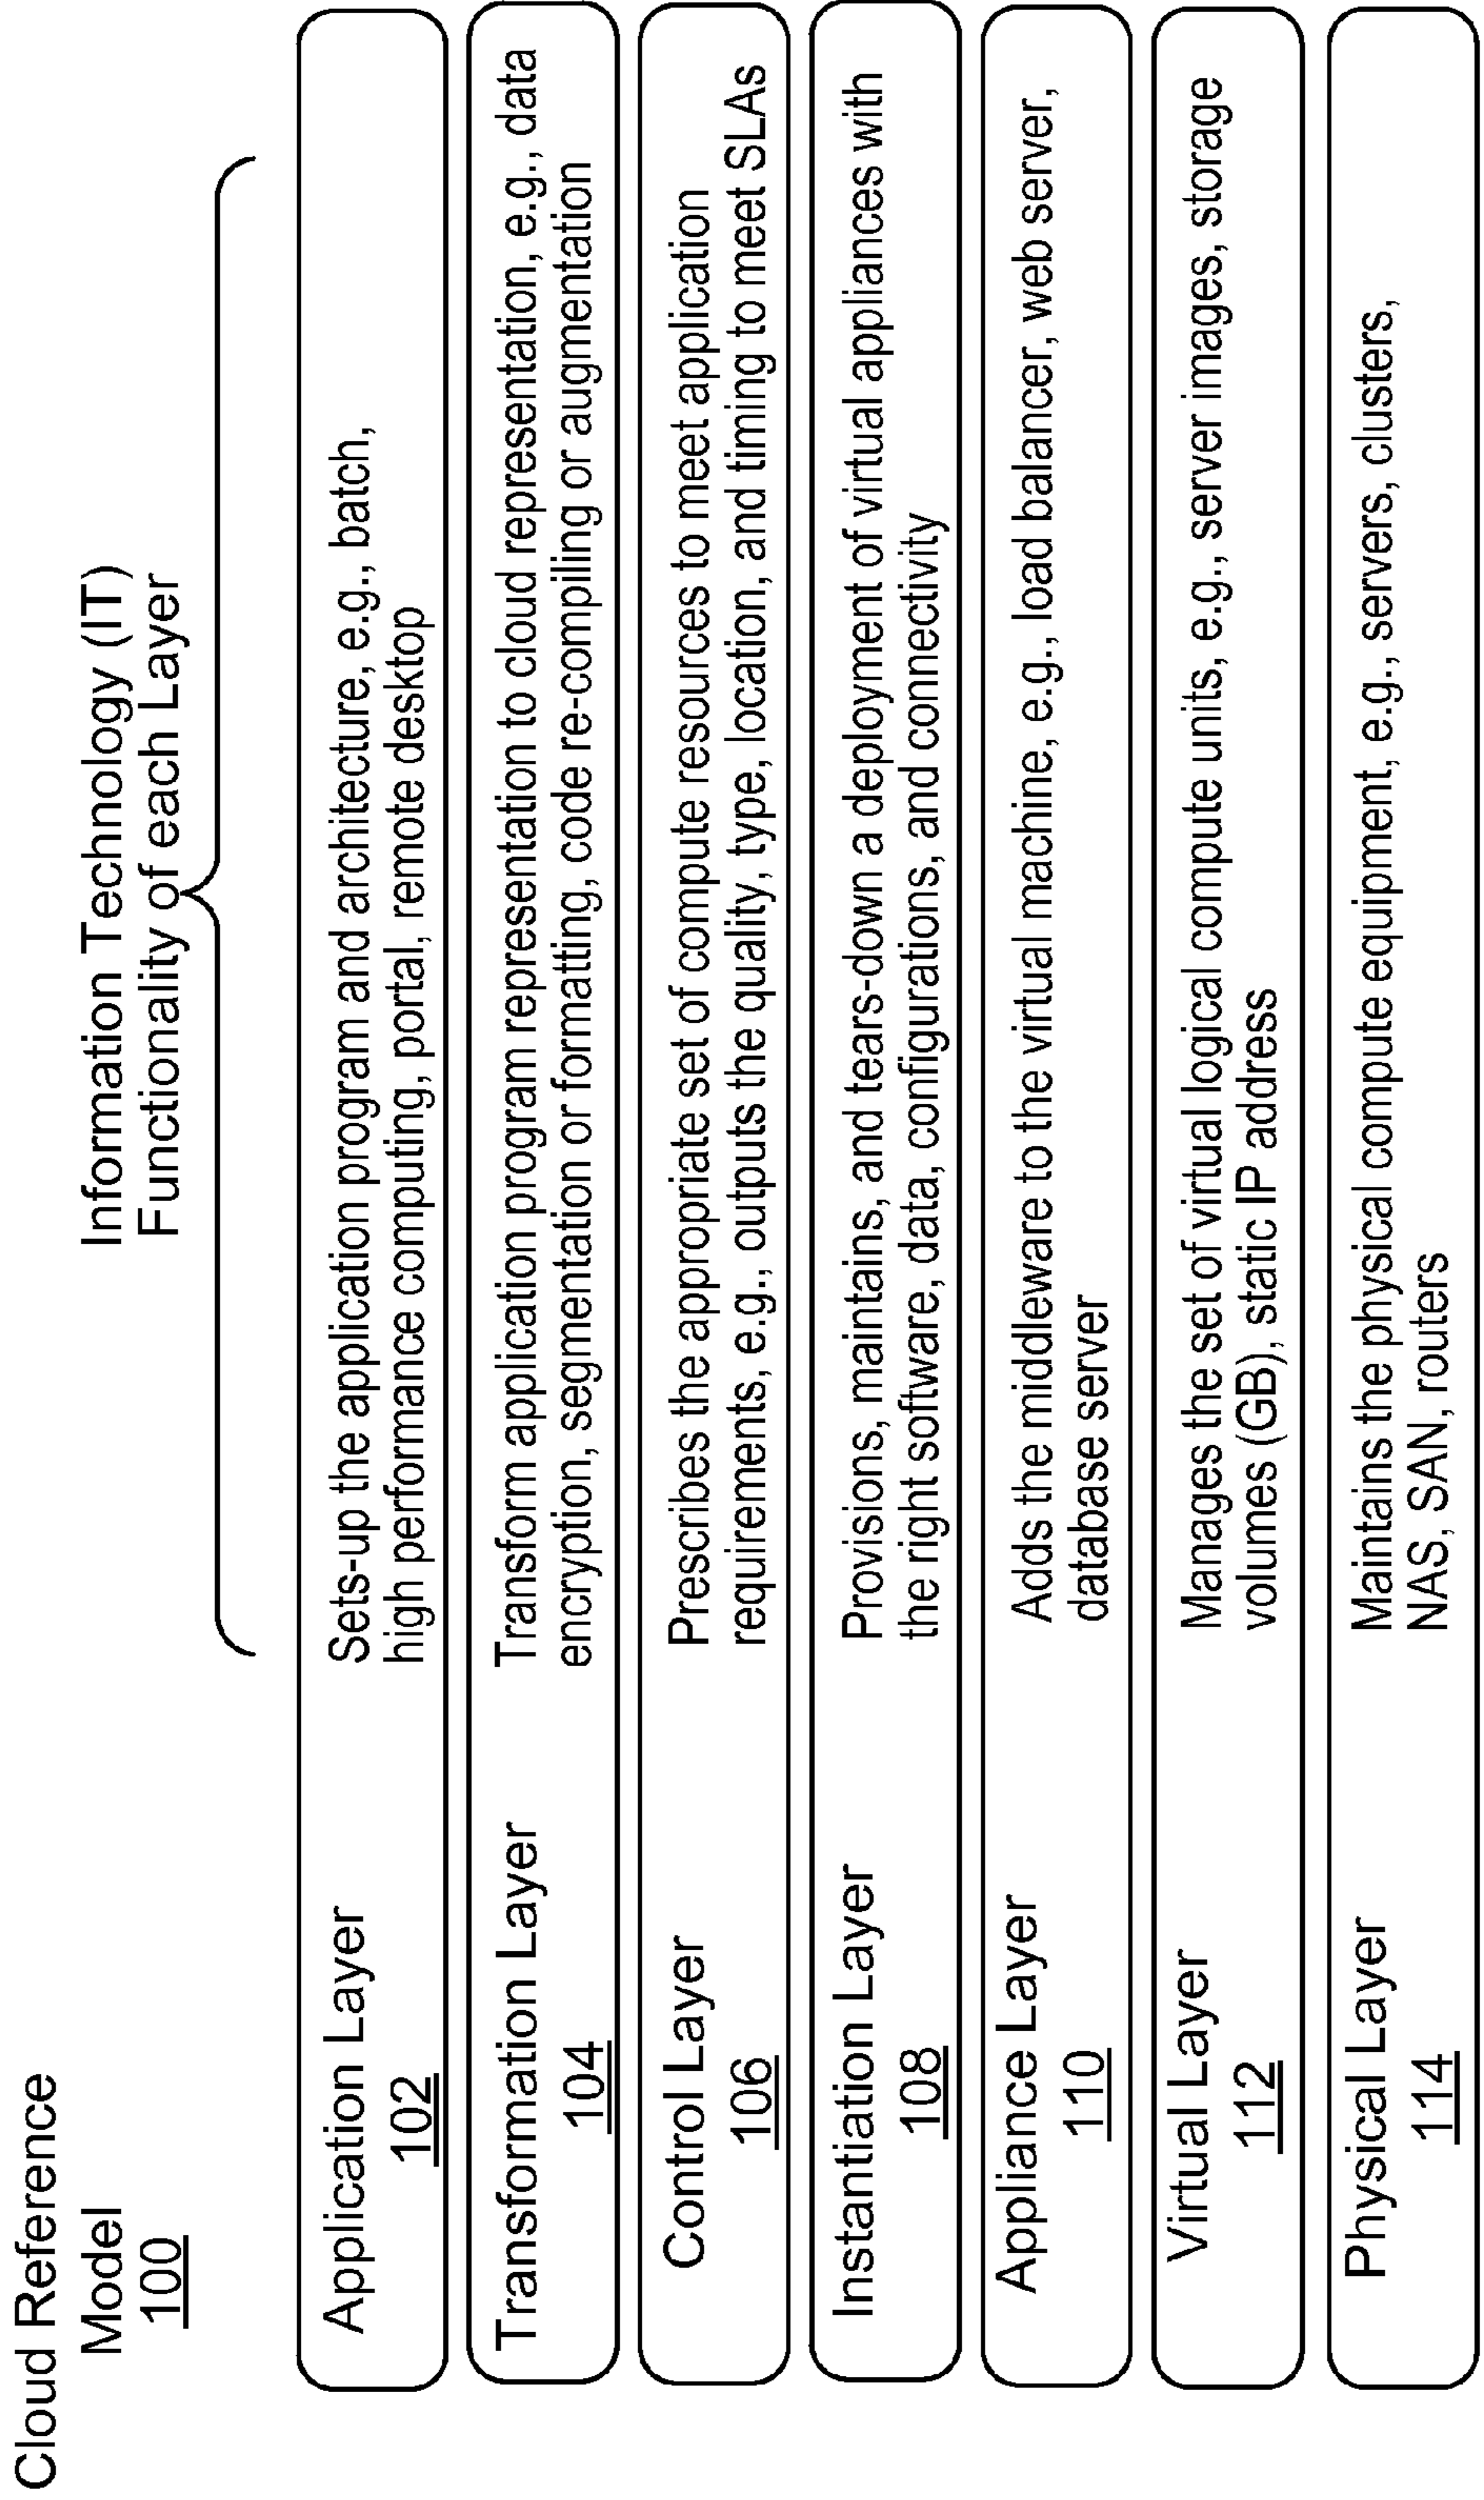 Cloud Reference
Model
100
Information Technology (IT)
Functionality of each Layer
Application Layer
102
Sets-up the application program and architecture, e.g., batch,
high performance computing, portal, remote desktop
Transformation Layer
104
Transform application program representation to cloud representation, e.g., data
encryption, segmentation or formatting, code re-compiling or augmentation
Control Layer
106
Prescribes the appropriate set of compute resources to meet application
requirements, e.g., outputs the quality, type, location, and timing to meet SLAs
Instantiation Layer
108
Provisions, maintains, and tears-down a deployment of virtual appliances with
the right software, data, configurations, and connectivity
Appliance Layer
110
Adds the middleware to the virtual machine, e.g., load balancer, web server,
database server
Virtual Layer
112
Manages the set of virtual logical compute units, e.g., server images, storage
volumes (GB), static IP address
Physical Layer
114
Maintains the physical compute equipment, e.g., servers, clusters,
NAS, SAN, routers